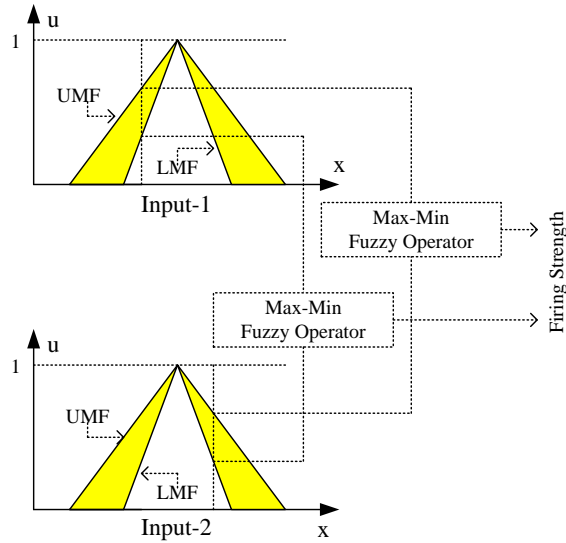 u
1
UMF
LMF
x
Input-1
Max-Min
Fuzzy Operator
Max-Min
Fuzzy Operator
Firing Strength
u
1
UMF
LMF
Input-2
x